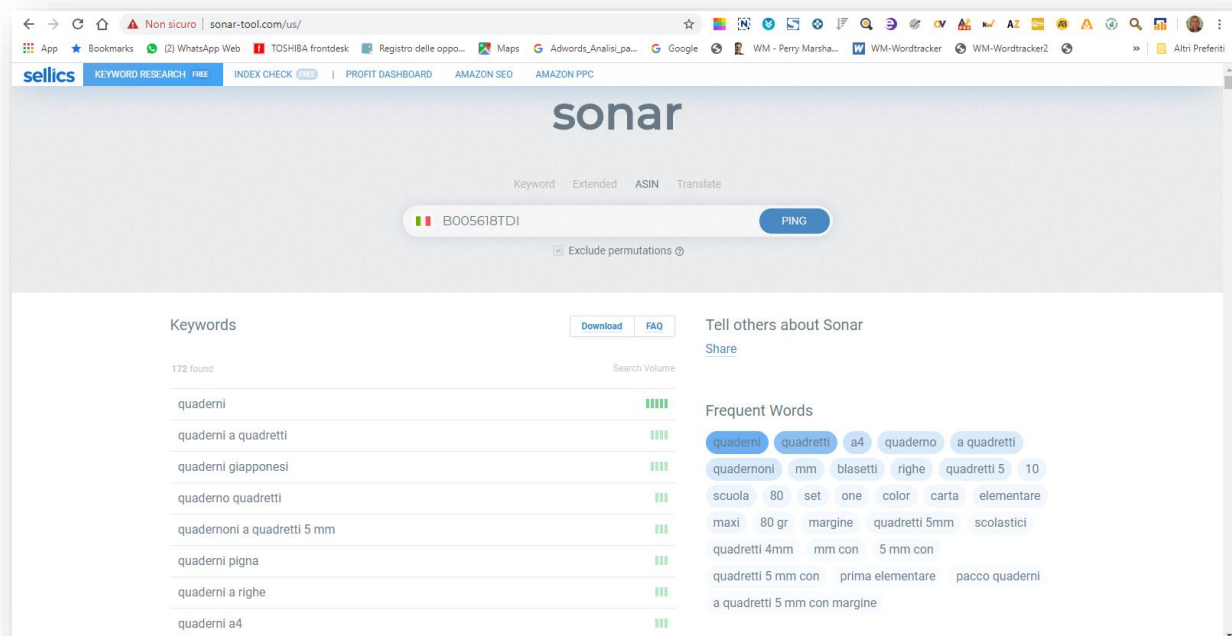 Non sicuro | sonar-tool.com/us/
App Bookmarks (2) WhatsApp Web TOSHIBA frontdesk Registro delle oppo... Maps Adwords_Analisi_pa... Google WM - Perry Marsha... WM-Wordtracker WM-Wordtracker2 » Altri Preferiti
sellics KEYWORD RESEARCH FREE INDEX CHECK FREE | PROFIT DASHBOARD AMAZON SEO AMAZON PPC
sonar
Keyword Extended ASIN Translate
B005618TDI PING
Exclude permutations
Keywords Download FAQ
172 found Search Volume
quaderni
quaderni a quadretti
quaderni giapponesi
quaderno quadretti
quadernoni a quadretti 5 mm
quaderni pigna
quaderni a righe
quaderni a4
Tell others about Sonar
Share
Frequent Words
quaderni quadretti a4 quaderno a quadretti
quadernoni mm blasetti righe quadretti 5 10
scuola 80 set one color carta elementare
maxi 80 gr margine quadretti 5mm scolastici
quadretti 4mm mm con 5 mm con
quadretti 5 mm con prima elementare pacco quaderni
a quadretti 5 mm con margine